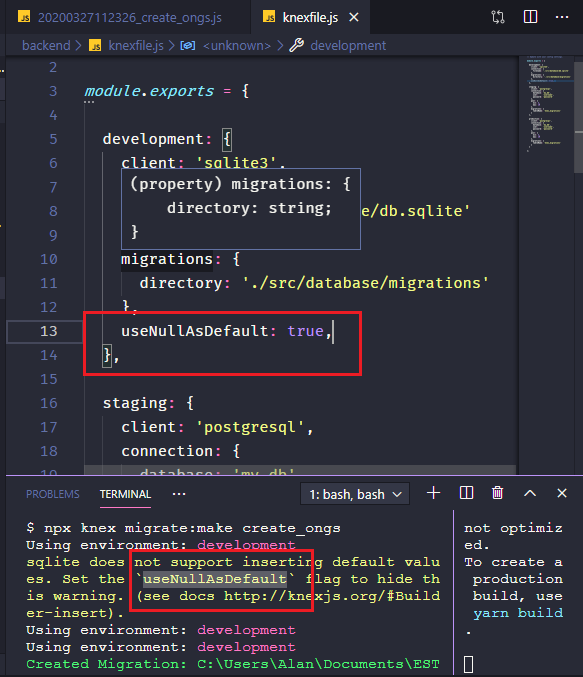 JS 20200327112326_create_ongs.js
JS knexfile.js ×
backend > JS knexfile.js > <unknown> > development
2
3 module.exports = {
4
5 development: {
6 client: 'sqlite3',
7 (property) migrations: {
8 directory: string; e/db.sqlite'
9 }
10 migrations: {
11 directory: './src/database/migrations'
12 },
13 useNullAsDefault: true,
14 },
15
16 staging: {
17 client: 'postgresql',
18 connection: {
19 database: 'my_db'
PROBLEMS TERMINAL ··· 1: bash, bash
$ npx knex migrate:make create_ongs
Using environment: development
sqlite does not support inserting default valu
es. Set the `useNullAsDefault` flag to hide th
is warning. (see docs http://knexjs.org/#Build
er-insert).
Using environment: development
Using environment: development
Created Migration: C:\Users\Alan\Documents\EST
not optimiz
ed.
To create a
production
build, use
yarn build
.